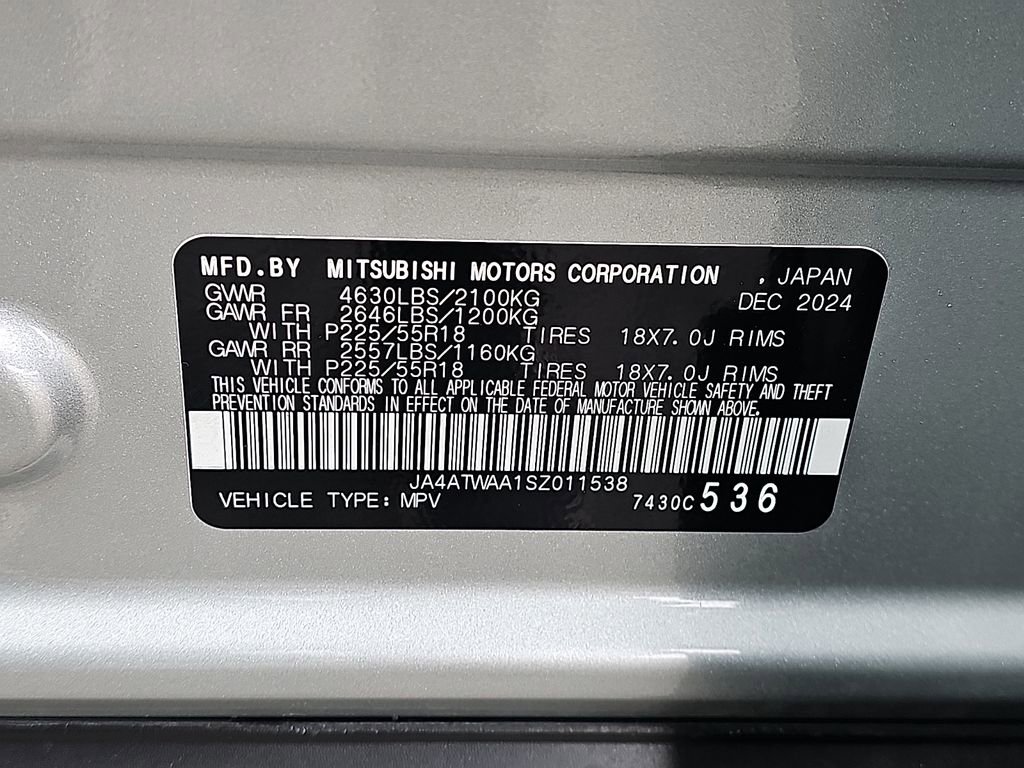 MFD.BY MITSUBISHI MOTORS CORPORATION , JAPAN
GVWR 4630LBS/2100KG DEC 2024
GAWR FR 2646LBS/1200KG
WITH P225/55R18 TIRES 18X7.0J RIMS
GAWR RR 2557LBS/1160KG
WITH P225/55R18 TIRES 18X7.0J RIMS
THIS VEHICLE CONFORMS TO ALL APPLICABLE FEDERAL MOTOR VEHICLE SAFETY AND THEFT
PREVENTION STANDARDS IN EFFECT ON THE DATE OF MANUFACTURE SHOWN ABOVE.
JA4ATWAA1SZ011538
VEHICLE TYPE: MPV 7430C 536